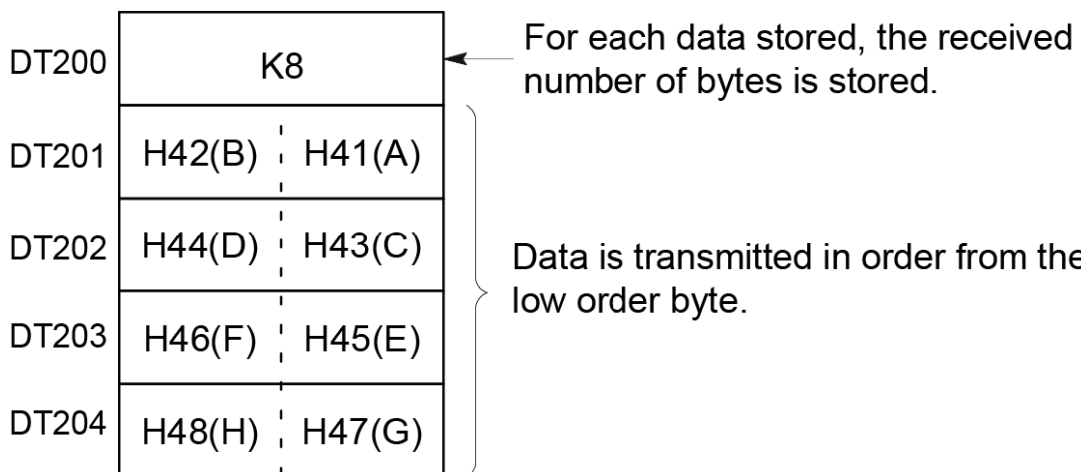 DT200 K8 For each data stored, the received
number of bytes is stored.
DT201 H42(B) H41(A)
DT202 H44(D) H43(C)
Data is transmitted in order from the
low order byte.
DT203 H46(F) H45(E)
DT204 H48(H) H47(G)